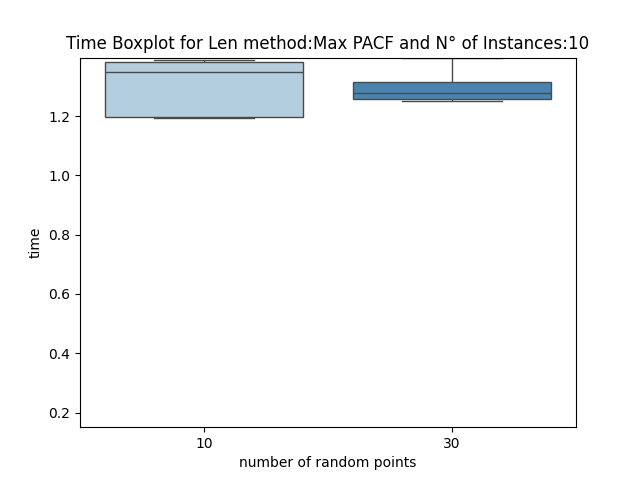 Time Boxplot for Len method:Max PACF and N° of Instances:10
1.2
1.0
0.8
0.6
0.4
0.2
time
10 30
number of random points